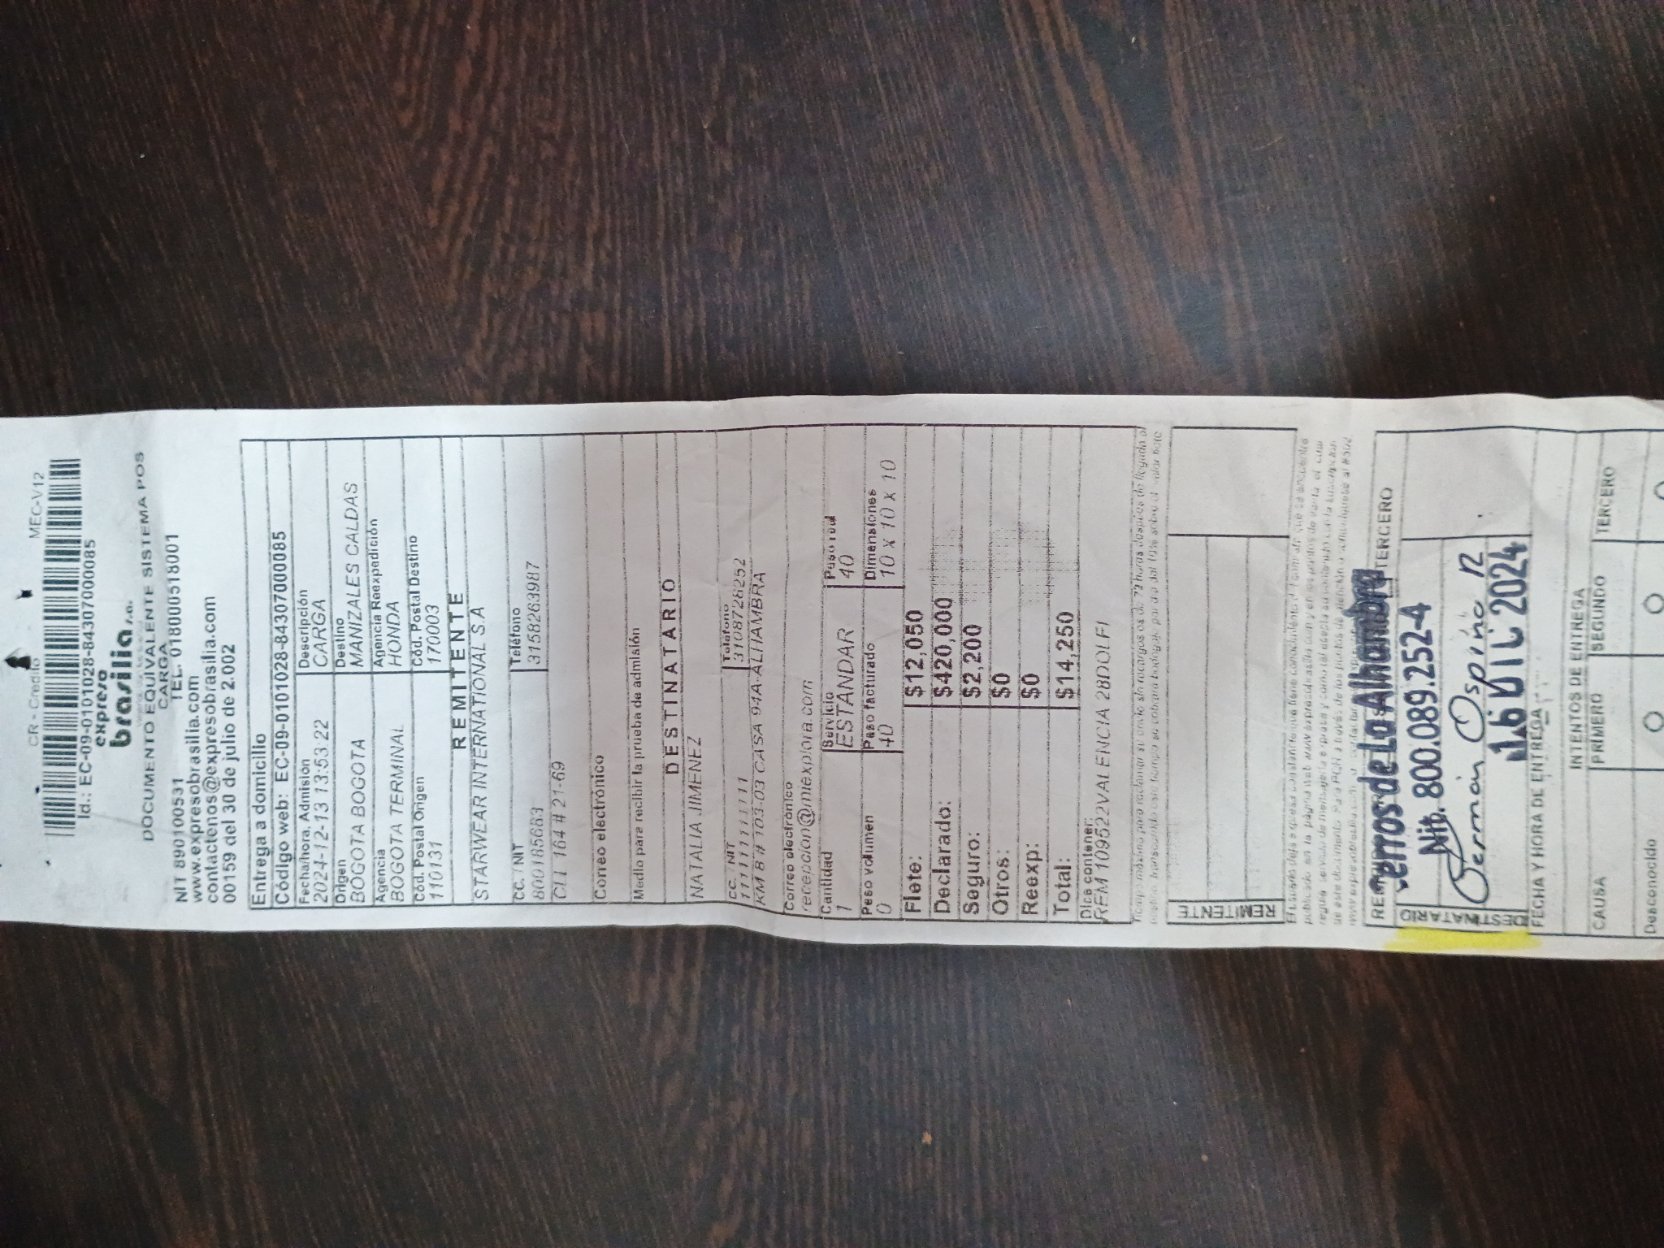 CR - Credito MEC-V12
Id.: EC-09-0101028-84307000085
expreso
brasilia s.a.
DOCUMENTO EQUIVALENTE SISTEMA POS
CARGA
NIT 890100531 TEL. 018000518001
www.expresobrasilia.com
contactenos@expresobrasilia.com
00159 del 30 de julio de 2.002
Entrega a domicilio
Código web: EC-09-0101028-84307000085
Fecha/hora. Admisión Descripción
2024-12-13 13:53:22 CARGA
Origen Destino
BOGOTA BOGOTA MANIZALES CALDAS
Agencia Agencia Reexpedición
BOGOTA TERMINAL HONDA
Cód. Postal Origen Cód. Postal Destino
110131 170003
REMITENTE
STARWEAR INTERNATIONAL S.A
CC. / NIT Teléfono
8001856683 3158263987
CLL 164 # 21-69
Correo electrónico
Medio para recibir la prueba de admisión
DESTINATARIO
NATALIA JIMENEZ
CC. / NIT Teléfono
11111111111 3108728252
KM 8 # 103-03 CASA 94A ALHAMBRA
Correo electrónico
recepcion@miexplora.com
Cantidad Servicio Peso real
1 ESTANDAR 40
Peso volumen Peso facturado Dimensiones
0 40 10 X 10 X 10
Flete: $12,050
Declarado: $420,000
Seguro: $2,200
Otros: $0
Reexp: $0
Total: $14,250
Dice contener:
REM 109522VALENCIA 28DOLFI
REMITENTE
TERCERO
Cerros de La Alhambra
Nit. 800.089.252-4
German Ospina R
16 DIC 2024
DESTINATARIO
FECHA Y HORA DE ENTREGA
INTENTOS DE ENTREGA
CAUSA PRIMERO SEGUNDO TERCERO
Desconocido